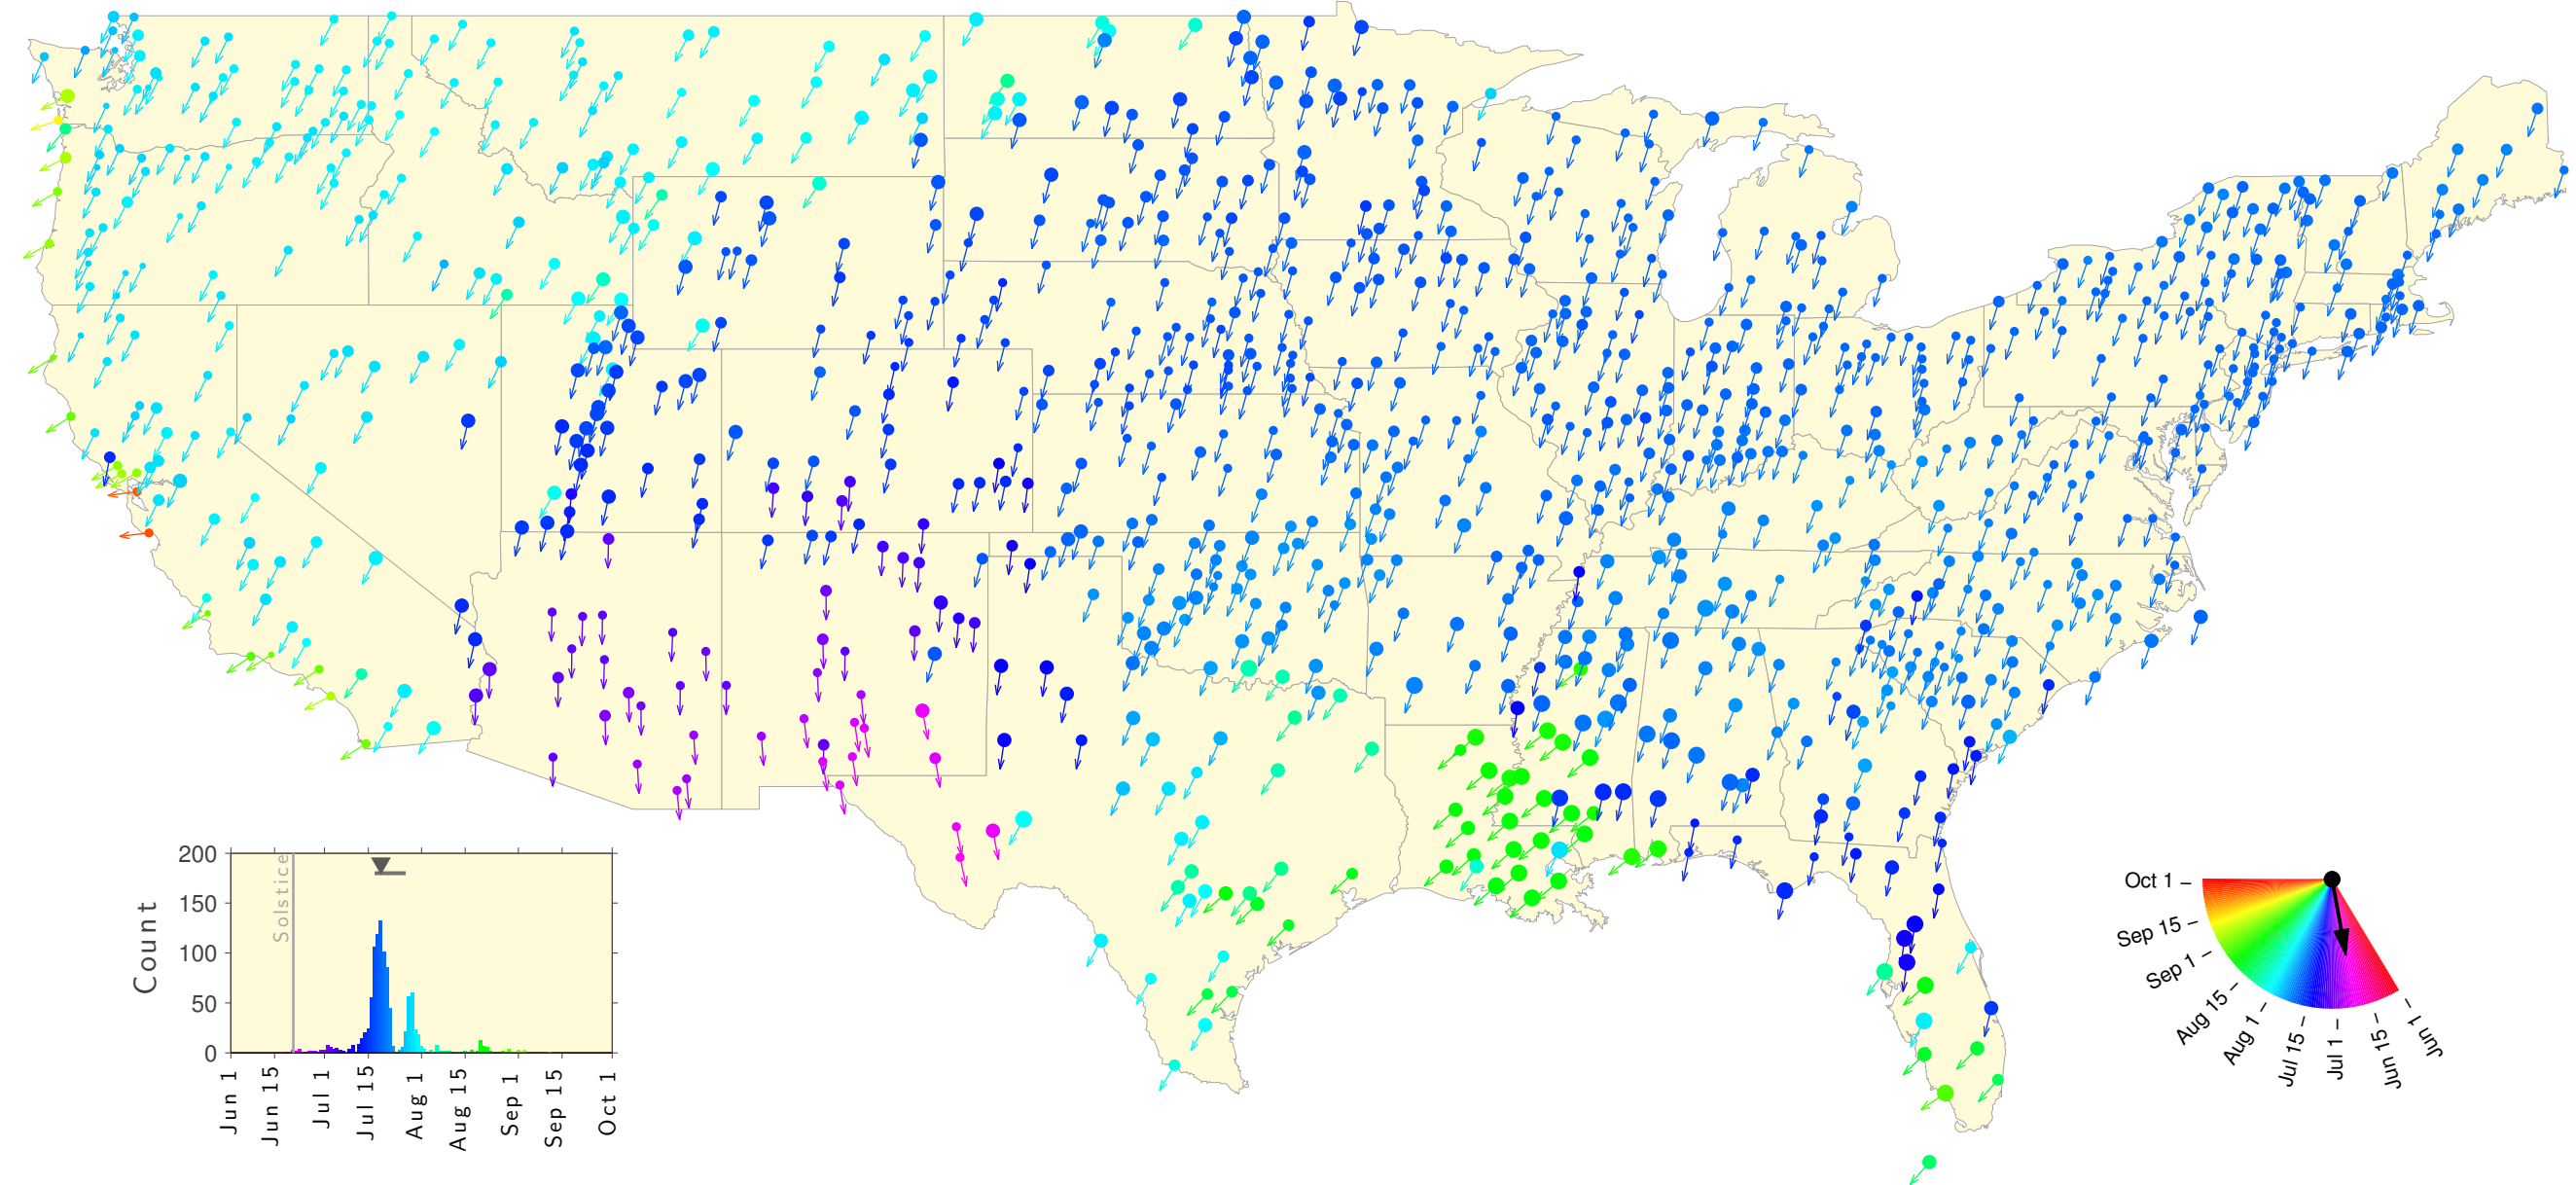 200
150
100
50
0
Count
Solstice
Jun 1
Jun 15
Jul 1
Jul 15
Aug 1
Aug 15
Sep 1
Sep 15
Oct 1
Oct 1 –
Sep 15 –
Sep 1 –
Aug 15 –
Aug 1 –
Jul 15 –
Jul 1 –
Jun 15 –
Jun 1 –